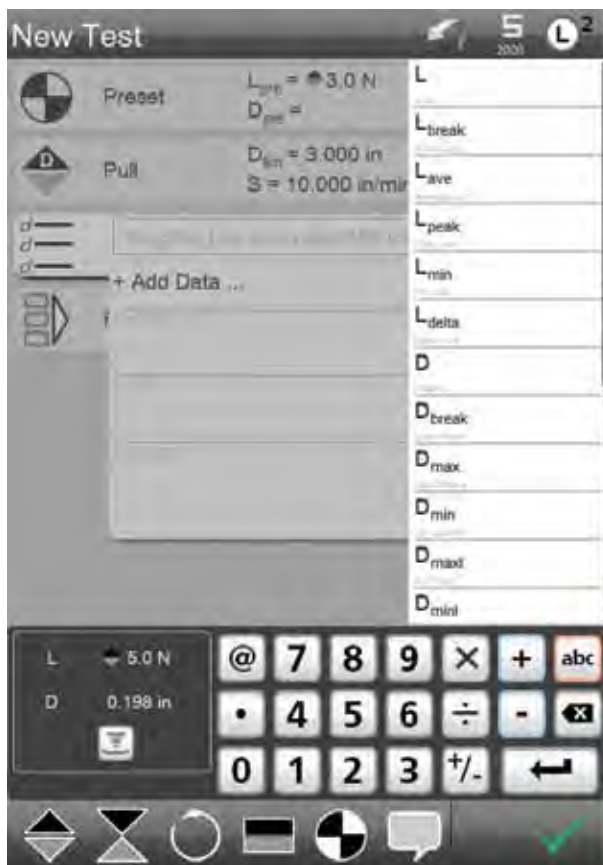 New Test
S
2000
L2
Preset
Lpre = 3.0 N
Dpre =
D
Pull
Dlim = 3.000 in
S = 10.000 in/min
d
d
d
+ Add Data ...
L
Lbreak
Lave
Lpeak
Lmin
Ldelta
D
Dbreak
Dmax
Dmin
Dmaxl
Dminl
L 5.0 N
D 0.198 in
@ 7 8 9 × + abc
• 4 5 6 ÷ -
0 1 2 3 +/-